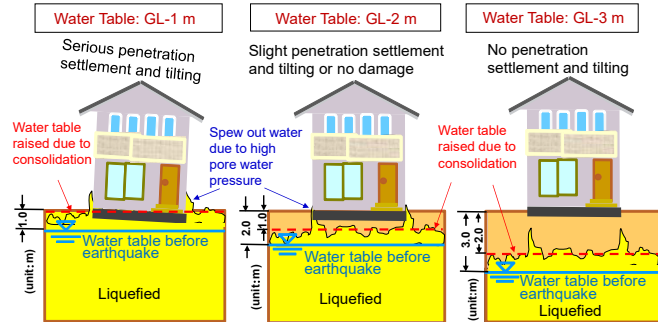 Water Table: GL-1 m
Serious penetration
settlement and tilting
Water table
raised due to
consolidation
1.0
(unit:m)
Water table before
earthquake
Liquefied
Water Table: GL-2 m
Slight penetration settlement
and tilting or no damage
Spew out water
due to high
pore water
pressure
2.0
1.0
(unit:m)
Water table before
earthquake
Liquefied
Water Table: GL-3 m
No penetration
settlement and tilting
Water table
raised due to
consolidation
3.0
2.0
(unit:m)
Water table before
earthquake
Liquefied